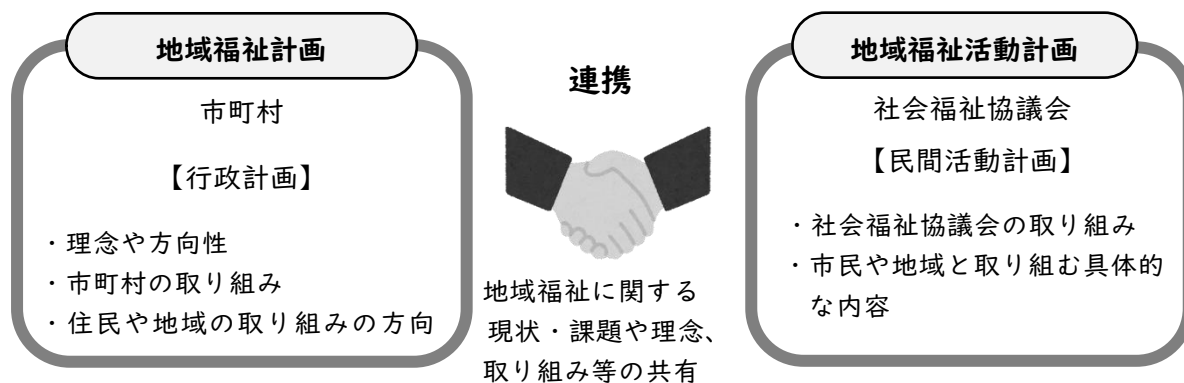 地域福祉計画
市町村
【行政計画】
・理念や方向性
・市町村の取り組み
・住民や地域の取り組みの方向
連携
地域福祉に関する
現状・課題や理念、
取り組み等の共有
地域福祉活動計画
社会福祉協議会
【民間活動計画】
・社会福祉協議会の取り組み
・市民や地域と取り組む具体的
な内容